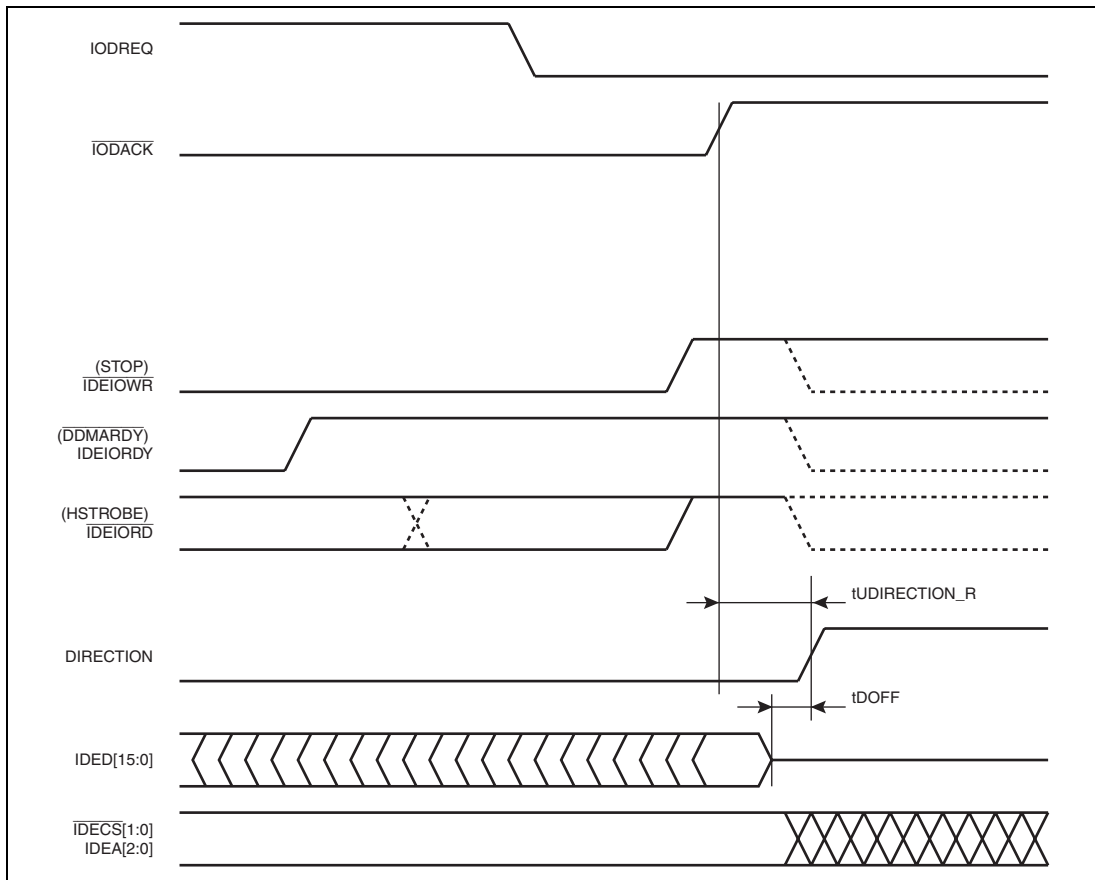 IODREQ
IODACK
(STOP)
IDEIOWR
(DDMARDY)
IDEIORDY
(HSTROBE)
IDEIORD
tUDIRECTION_R
DIRECTION
tDOFF
IDED[15:0]
IDECS[1:0]
IDEA[2:0]